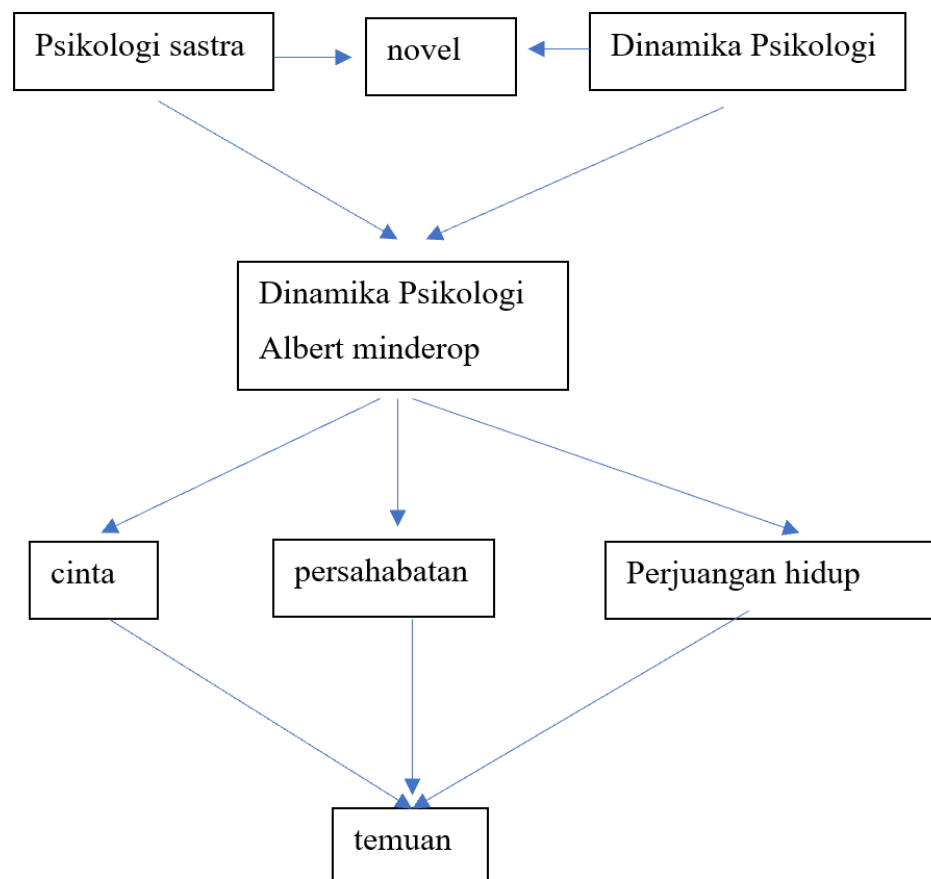 Psikologi sastra
novel
Dinamika Psikologi
Dinamika Psikologi
Albert minderop
cinta
persahabatan
Perjuangan hidup
temuan